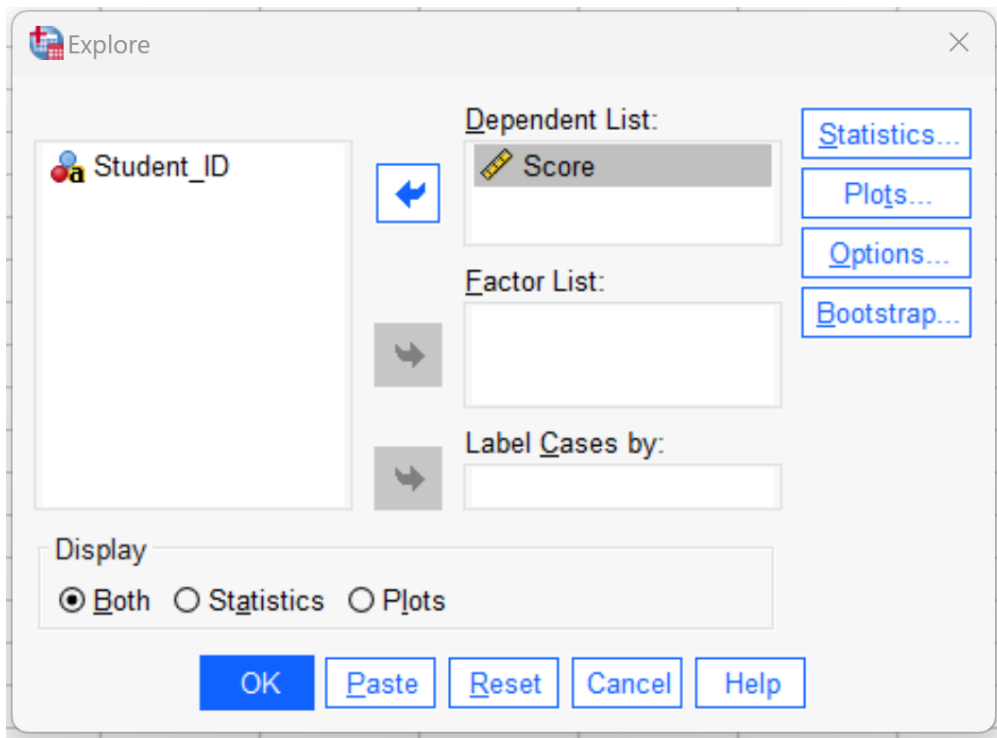 Explore
Student_ID
Dependent List:
Score
Factor List:
Label Cases by:
Statistics...
Plots...
Options...
Bootstrap...
Display
Both Statistics Plots
OK Paste Reset Cancel Help